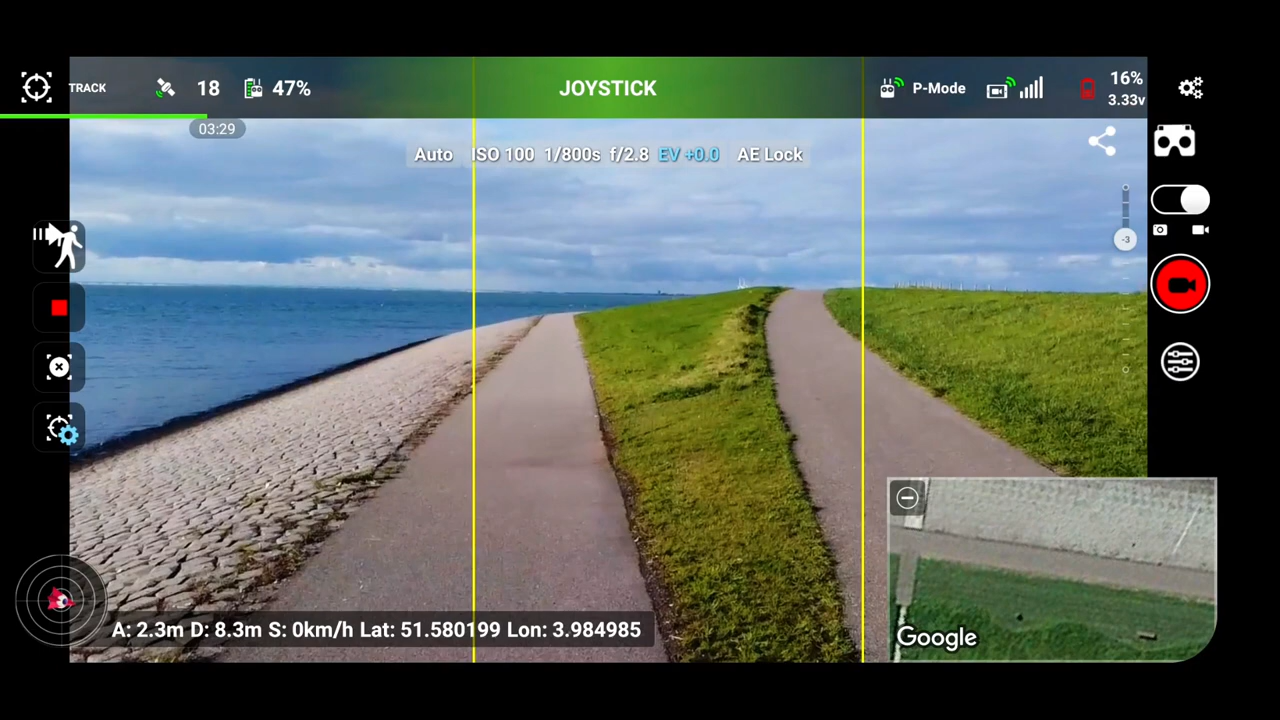 TRACK 18 47% JOYSTICK P-Mode 16%
3.33v
03:29
Auto ISO 100 1/800s f/2.8 EV +0.0 AE Lock
-3
A: 2.3m D: 8.3m S: 0km/h Lat: 51.580199 Lon: 3.984985
Google